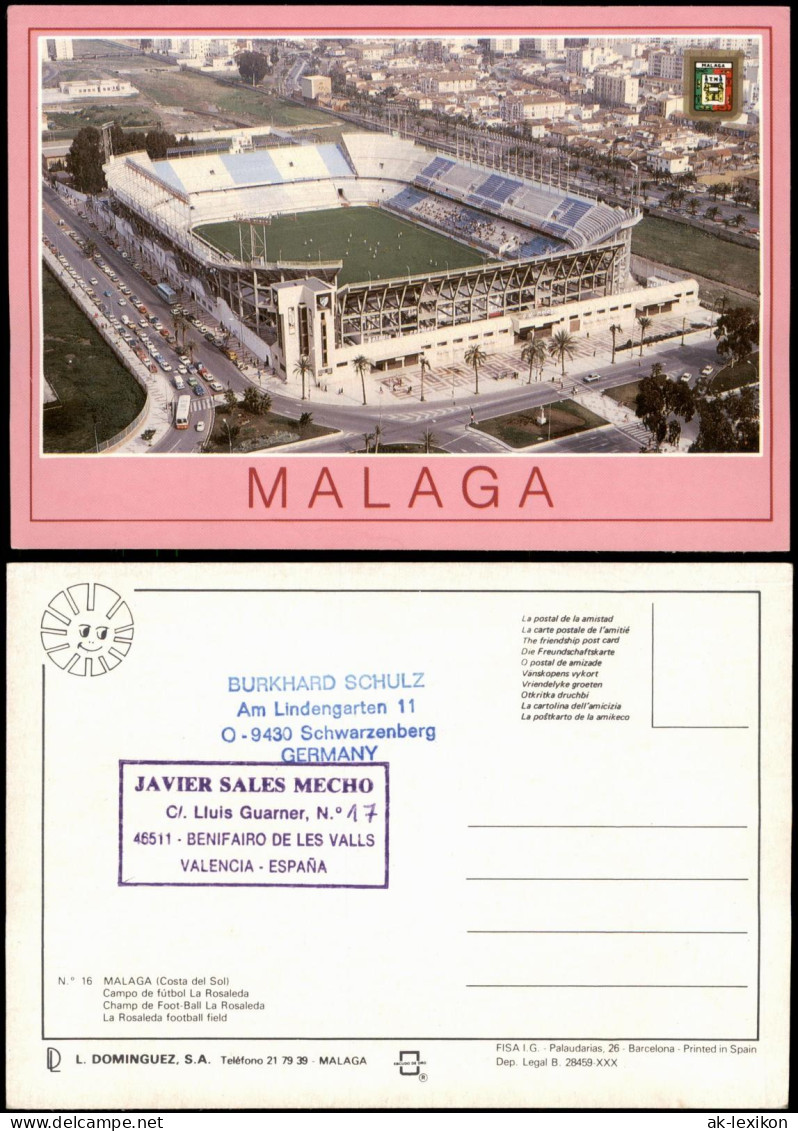 MALAGA
MALAGA
La postal de la amistad
La carte postale de l'amitié
The friendship post card
Die Freundschaftskarte
O postal de amizade
Vänskopens vykort
Vriendelyke groeten
Otkritka druchbi
La cartolina dell'amicizia
La poŝtkarto de la amikeco
BURKHARD SCHULZ
Am Lindengarten 11
O - 9430 Schwarzenberg
GERMANY
JAVIER SALES MECHO
C/. Lluis Guarner, N.º 17
46511 - BENIFAIRO DE LES VALLS
VALENCIA - ESPAÑA
N.º 16 MALAGA (Costa del Sol)
Campo de fútbol La Rosaleda
Champ de Foot-Ball La Rosaleda
La Rosaleda football field
L. DOMINGUEZ, S.A. Teléfono 21 79 39 - MALAGA
ESCUDO DE ORO
®
FISA I.G. - Palaudarias, 26 - Barcelona - Printed in Spain
Dep. Legal B. 28459-XXX
www.ak-lexikon.de
ak-lexikon